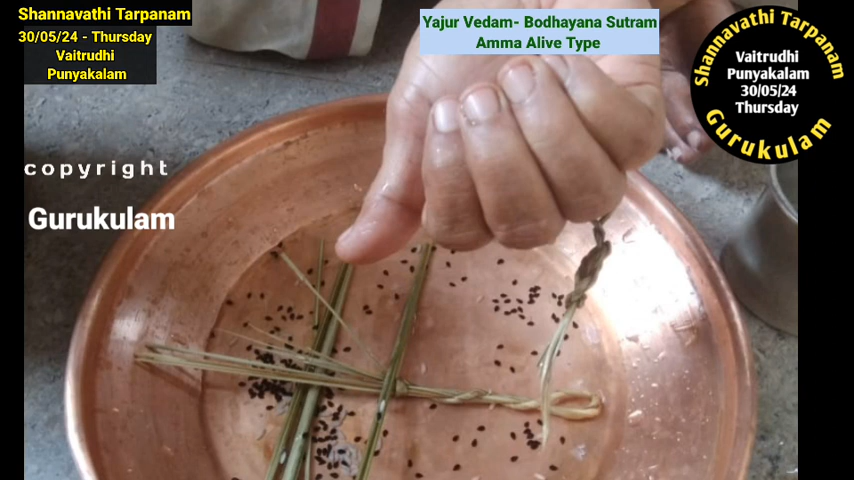 Shannavathi Tarpanam
30/05/24 - Thursday
Vaitrudhi
Punyakalam
Yajur Vedam- Bodhayana Sutram
Amma Alive Type
Shannavathi Tarpanam
Vaitrudhi
Punyakalam
30/05/24
Thursday
Gurukulam
copyright
Gurukulam